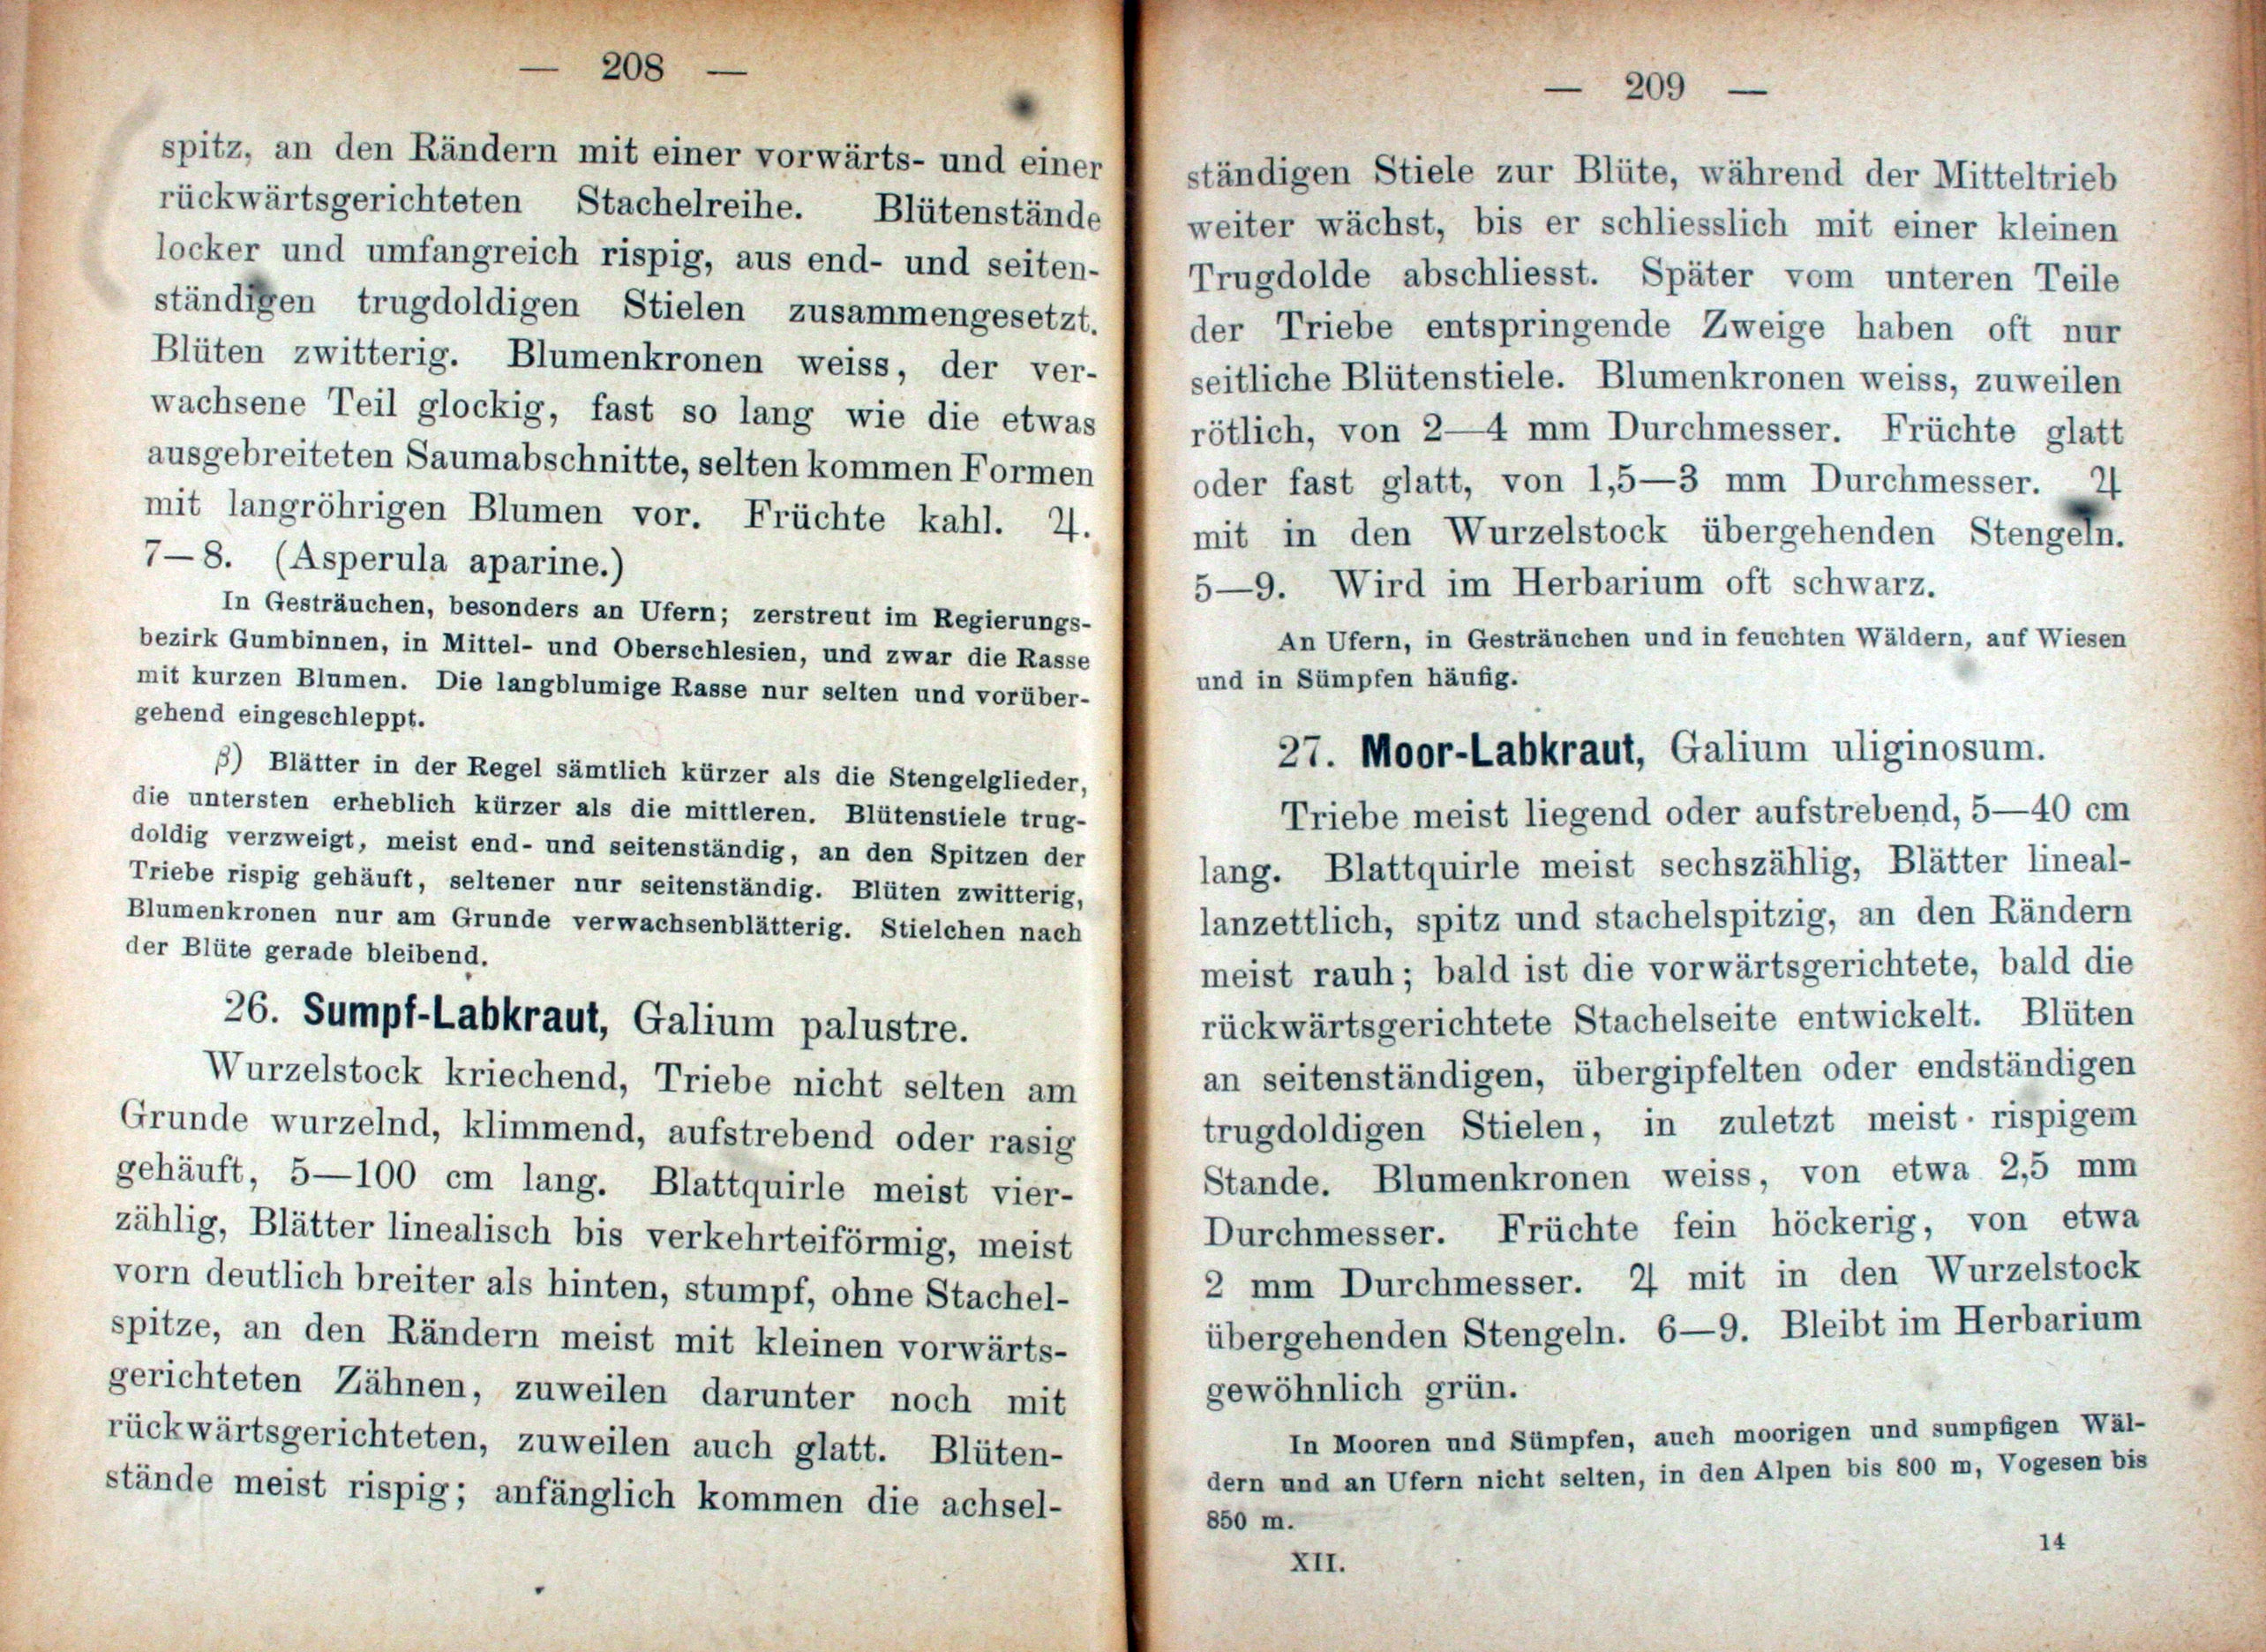 — 208 —
spitz, an den Rändern mit einer vorwärts- und einer
rückwärtsgerichteten Stachelreihe. Blütenstände
locker und umfangreich rispig, aus end- und seiten-
ständigen trugdoldigen Stielen zusammengesetzt.
Blüten zwitterig. Blumenkronen weiss, der ver-
wachsene Teil glockig, fast so lang wie die etwas
ausgebreiteten Saumabschnitte, selten kommen Formen
mit langröhrigen Blumen vor. Früchte kahl. ♃.
7—8. (Asperula aparine.)
In Gesträuchen, besonders an Ufern; zerstreut im Regierungs-
bezirk Gumbinnen, in Mittel- und Oberschlesien, und zwar die Rasse
mit kurzen Blumen. Die langblumige Rasse nur selten und vorüber-
gehend eingeschleppt.
β) Blätter in der Regel sämtlich kürzer als die Stengelglieder,
die untersten erheblich kürzer als die mittleren. Blütenstiele trug-
doldig verzweigt, meist end- und seitenständig, an den Spitzen der
Triebe rispig gehäuft, seltener nur seitenständig. Blüten zwitterig,
Blumenkronen nur am Grunde verwachsenblätterig. Stielchen nach
der Blüte gerade bleibend.
26. Sumpf-Labkraut, Galium palustre.
Wurzelstock kriechend, Triebe nicht selten am
Grunde wurzelnd, klimmend, aufstrebend oder rasig
gehäuft, 5—100 cm lang. Blattquirle meist vier-
zählig, Blätter linealisch bis verkehrteiförmig, meist
vorn deutlich breiter als hinten, stumpf, ohne Stachel-
spitze, an den Rändern meist mit kleinen vorwärts-
gerichteten Zähnen, zuweilen darunter noch mit
rückwärtsgerichteten, zuweilen auch glatt. Blüten-
stände meist rispig; anfänglich kommen die achsel-
— 209 —
ständigen Stiele zur Blüte, während der Mitteltrieb
weiter wächst, bis er schliesslich mit einer kleinen
Trugdolde abschliesst. Später vom unteren Teile
der Triebe entspringende Zweige haben oft nur
seitliche Blütenstiele. Blumenkronen weiss, zuweilen
rötlich, von 2—4 mm Durchmesser. Früchte glatt
oder fast glatt, von 1,5—3 mm Durchmesser. ♃
mit in den Wurzelstock übergehenden Stengeln.
5—9. Wird im Herbarium oft schwarz.
An Ufern, in Gesträuchen und in feuchten Wäldern, auf Wiesen
und in Sümpfen häufig.
27. Moor-Labkraut, Galium uliginosum.
Triebe meist liegend oder aufstrebend, 5—40 cm
lang. Blattquirle meist sechszählig, Blätter lineal-
lanzettlich, spitz und stachelspitzig, an den Rändern
meist rauh; bald ist die vorwärtsgerichtete, bald die
rückwärtsgerichtete Stachelseite entwickelt. Blüten
an seitenständigen, übergipfelten oder endständigen
trugdoldigen Stielen, in zuletzt meist rispigem
Stande. Blumenkronen weiss, von etwa 2,5 mm
Durchmesser. Früchte fein höckerig, von etwa
2 mm Durchmesser. ♃ mit in den Wurzelstock
übergehenden Stengeln. 6—9. Bleibt im Herbarium
gewöhnlich grün.
In Mooren und Sümpfen, auch moorigen und sumpfigen Wäl-
dern und an Ufern nicht selten, in den Alpen bis 800 m, Vogesen bis
850 m.
XII.
14